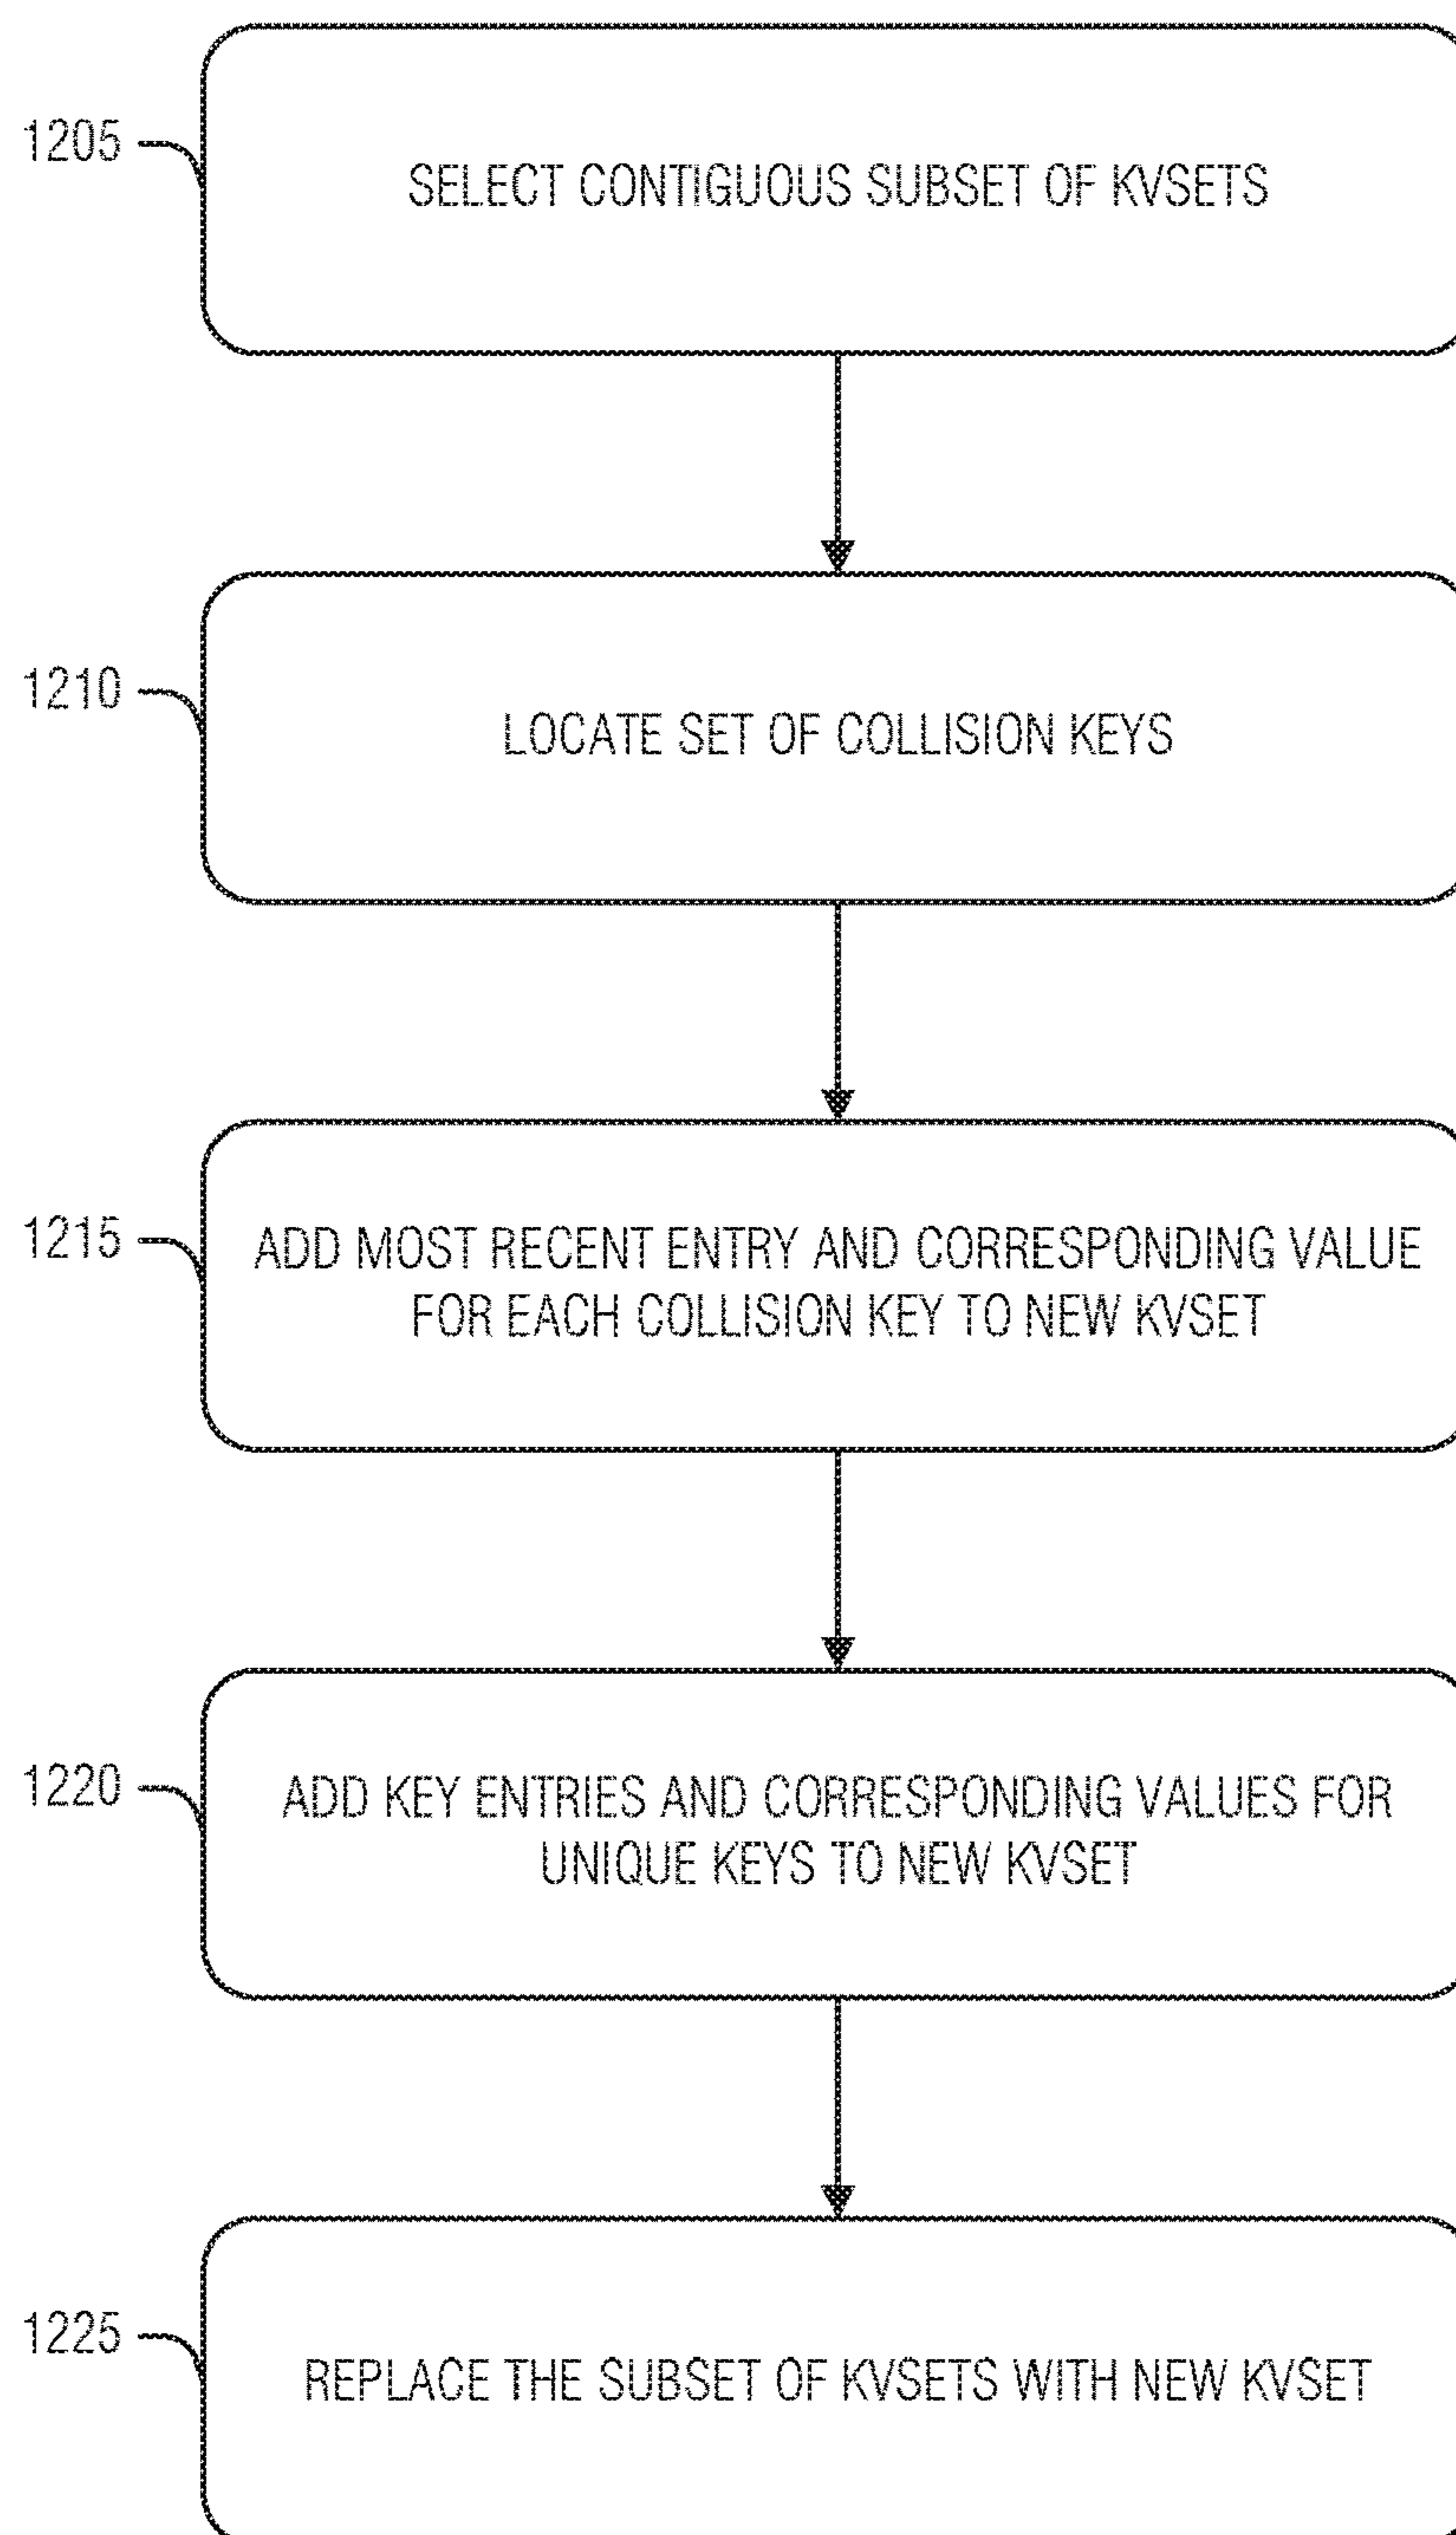 1205
SELECT CONTIGUOUS SUBSET OF KVSETS
1210
LOCATE SET OF COLLISION KEYS
1215
ADD MOST RECENT ENTRY AND CORRESPONDING VALUE
FOR EACH COLLISION KEY TO NEW KVSET
1220
ADD KEY ENTRIES AND CORRESPONDING VALUES FOR
UNIQUE KEYS TO NEW KVSET
1225
REPLACE THE SUBSET OF KVSETS WITH NEW KVSET